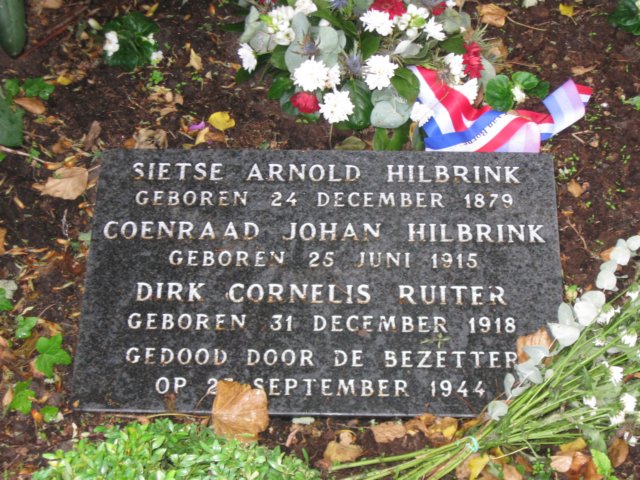 SIETSE ARNOLD HILBRINK
GEBOREN 24 DECEMBER 1879
COENRAAD JOHAN HILBRINK
GEBOREN 25 JUNI 1915
DIRK CORNELIS RUITER
GEBOREN 31 DECEMBER 1918
GEDOOD DOOR DE BEZETTER
OP SEPTEMBER 1944